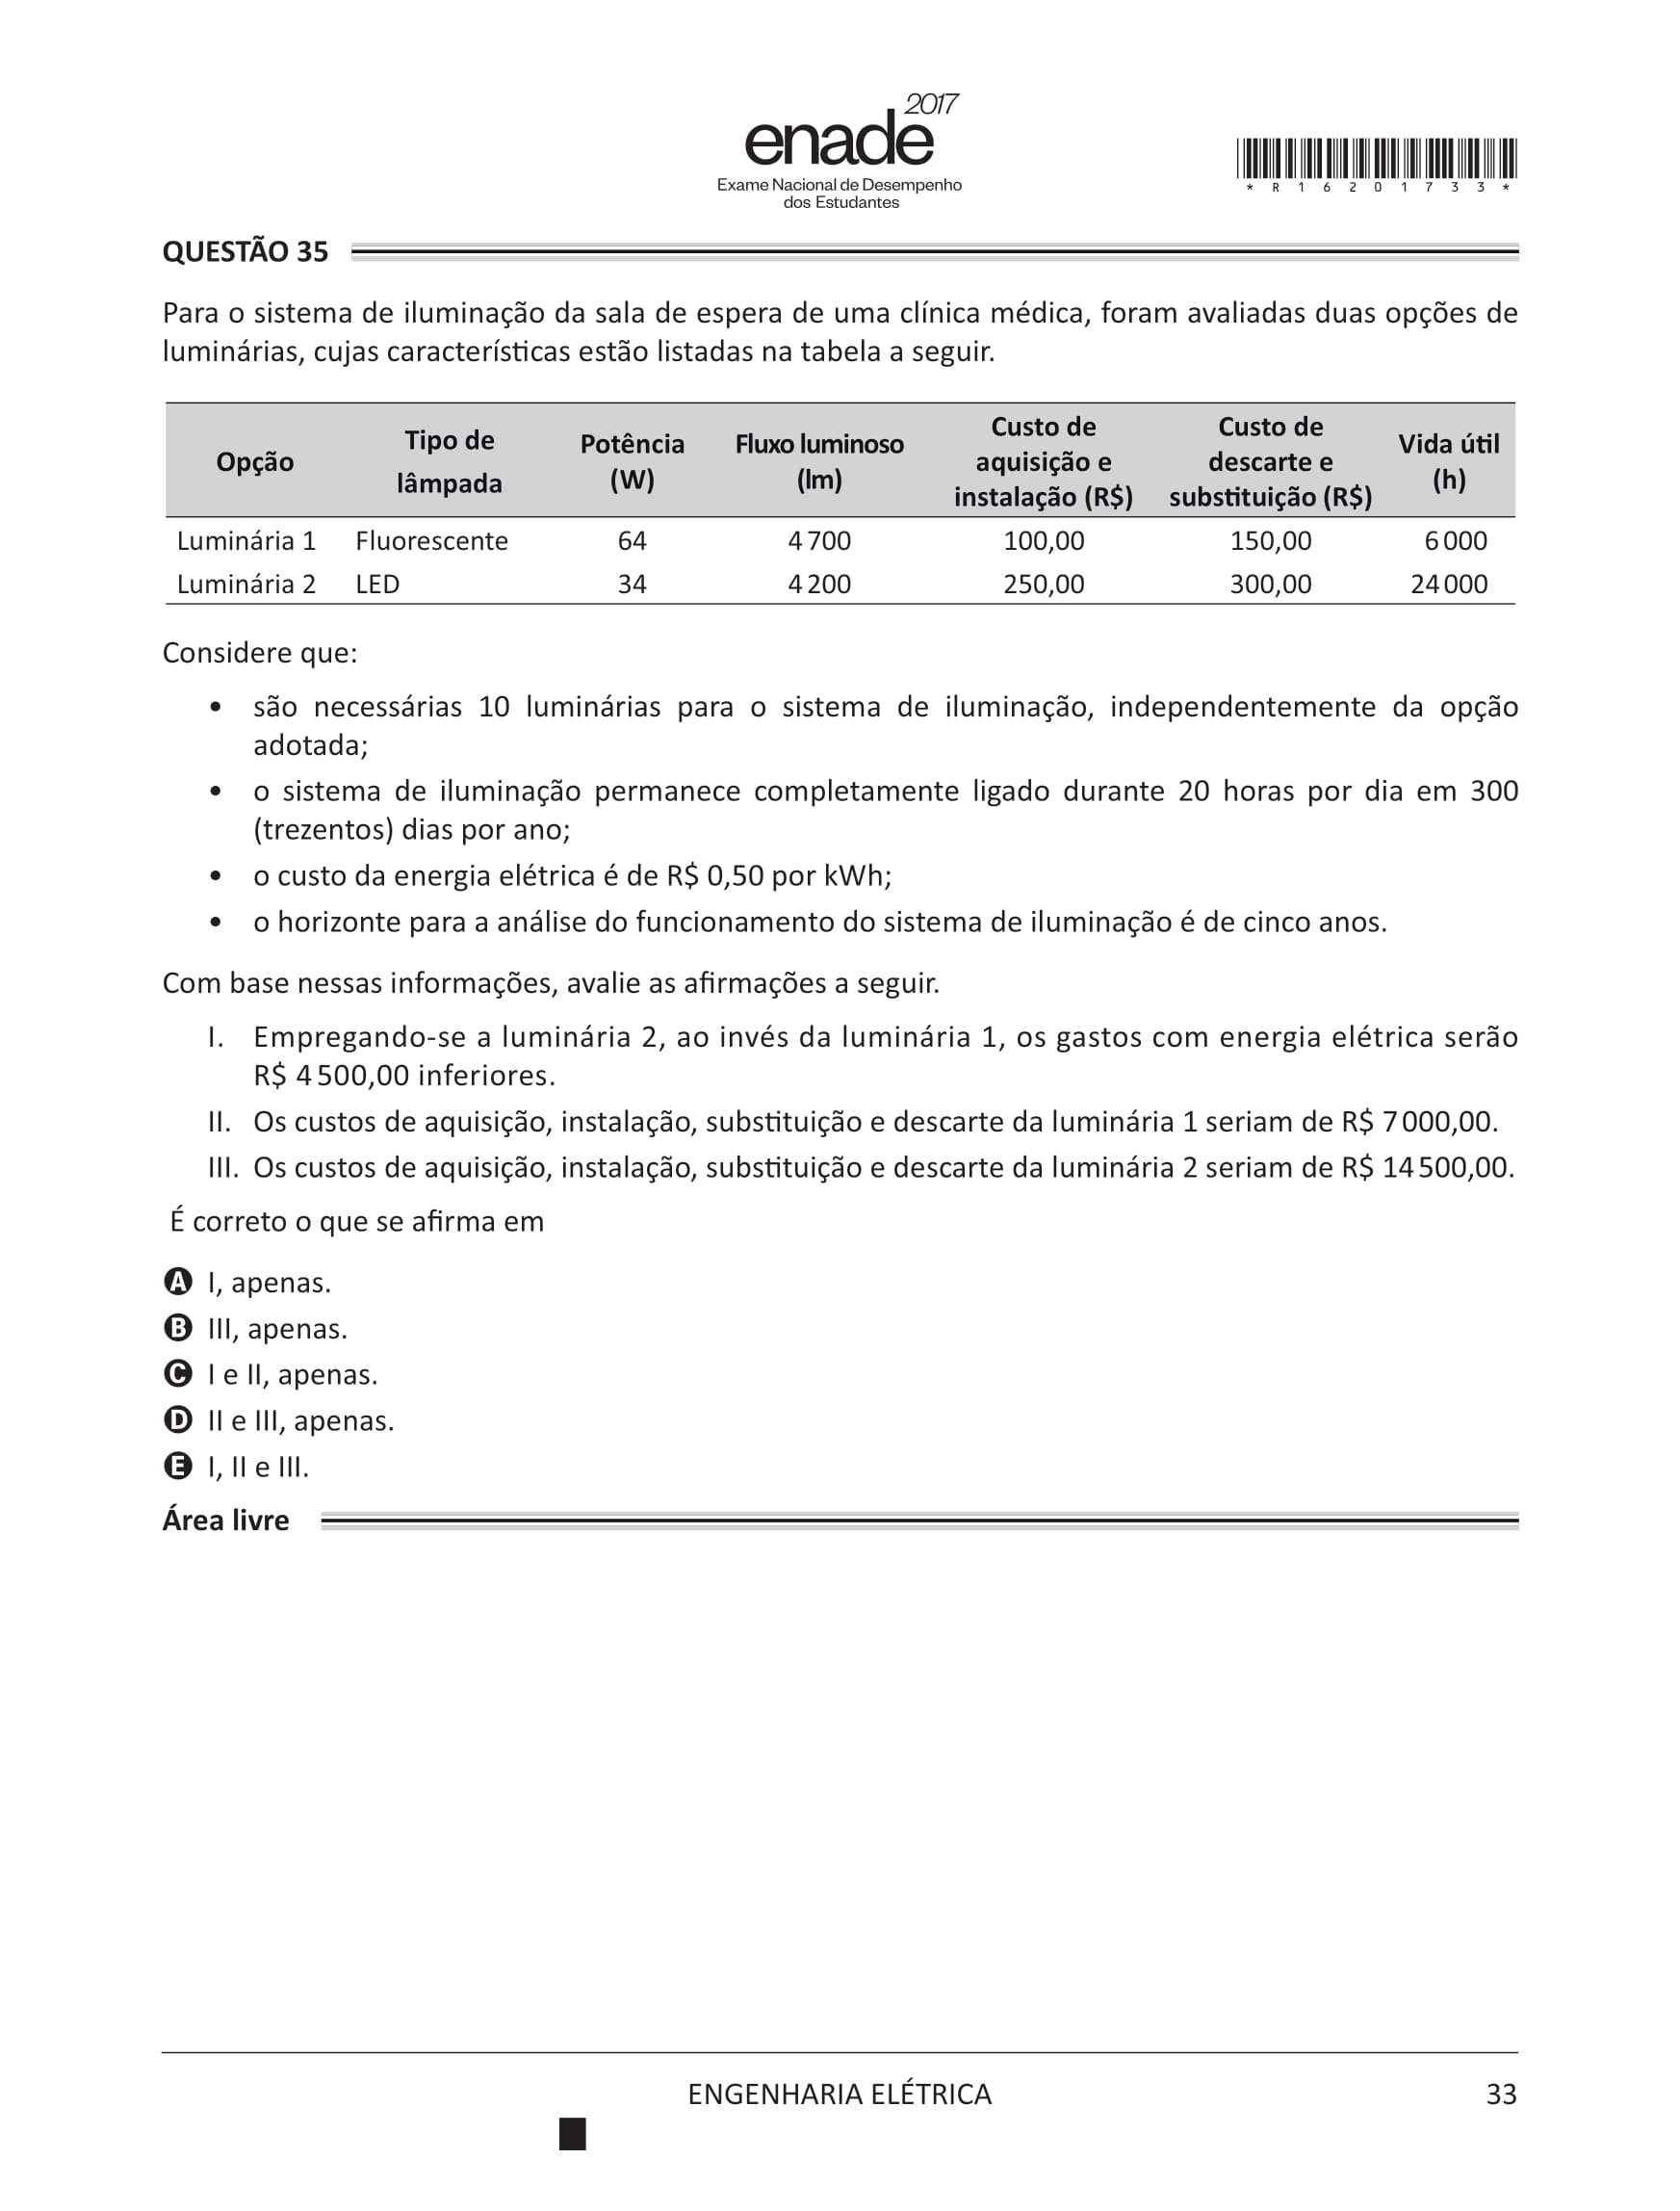 2017
enade
Exame Nacional de Desempenho
dos Estudantes
* R 1 6 2 0 1 7 3 3 *
QUESTÃO 35
Para o sistema de iluminação da sala de espera de uma clínica médica, foram avaliadas duas opções de
luminárias, cujas características estão listadas na tabela a seguir.
Opção Tipo de lâmpada Potência (W) Fluxo luminoso (lm) Custo de aquisição e instalação (R$) Custo de descarte e substituição (R$) Vida útil (h)
Luminária 1 Fluorescente 64 4 700 100,00 150,00 6 000
Luminária 2 LED 34 4 200 250,00 300,00 24 000
Considere que:
• são necessárias 10 luminárias para o sistema de iluminação, independentemente da opção
adotada;
• o sistema de iluminação permanece completamente ligado durante 20 horas por dia em 300
(trezentos) dias por ano;
• o custo da energia elétrica é de R$ 0,50 por kWh;
• o horizonte para a análise do funcionamento do sistema de iluminação é de cinco anos.
Com base nessas informações, avalie as afirmações a seguir.
I. Empregando-se a luminária 2, ao invés da luminária 1, os gastos com energia elétrica serão
R$ 4 500,00 inferiores.
II. Os custos de aquisição, instalação, substituição e descarte da luminária 1 seriam de R$ 7 000,00.
III. Os custos de aquisição, instalação, substituição e descarte da luminária 2 seriam de R$ 14 500,00.
É correto o que se afirma em
A I, apenas.
B III, apenas.
C I e II, apenas.
D II e III, apenas.
E I, II e III.
Área livre
ENGENHARIA ELÉTRICA 33